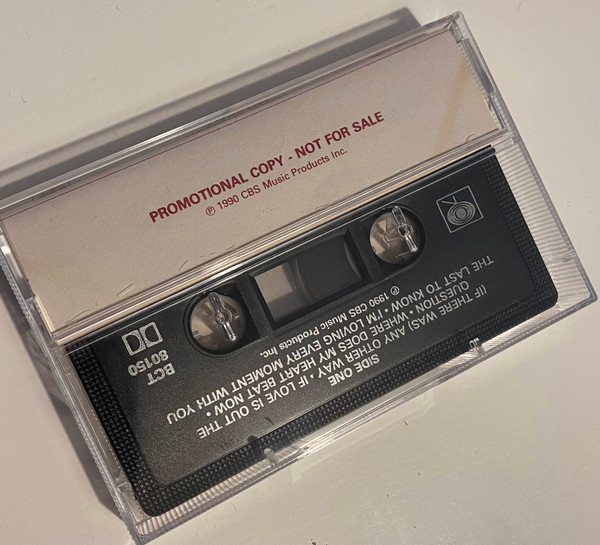 PROMOTIONAL COPY - NOT FOR SALE
℗ 1990 CBS Music Products Inc.
SIDE ONE
(IF THERE WAS) ANY OTHER WAY • IF LOVE IS OUT THE
QUESTION • WHERE DOES MY HEART BEAT NOW •
THE LAST TO KNOW • I'M LOVING EVERY MOMENT WITH YOU
℗ 1990 CBS Music Products Inc.
BCT
80150